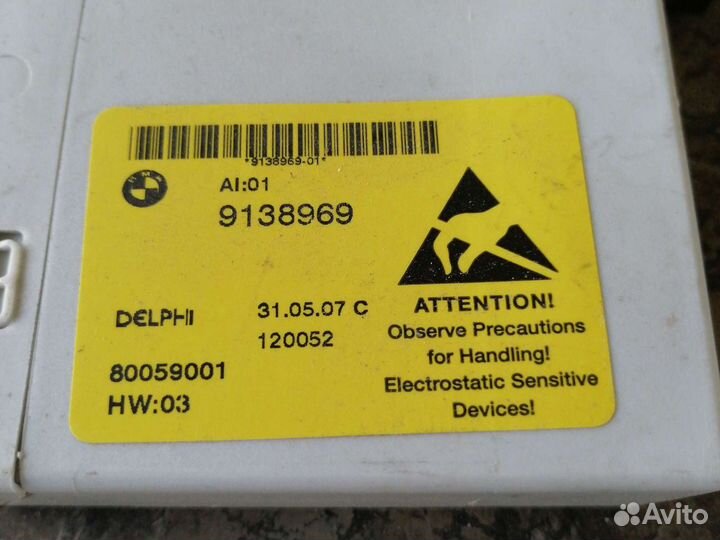 *9138969-01*
BMW
AI:01
9138969
DELPHI
31.05.07 C
120052
80059001
HW:03
ATTENTION!
Observe Precautions
for Handling!
Electrostatic Sensitive
Devices!
Avito